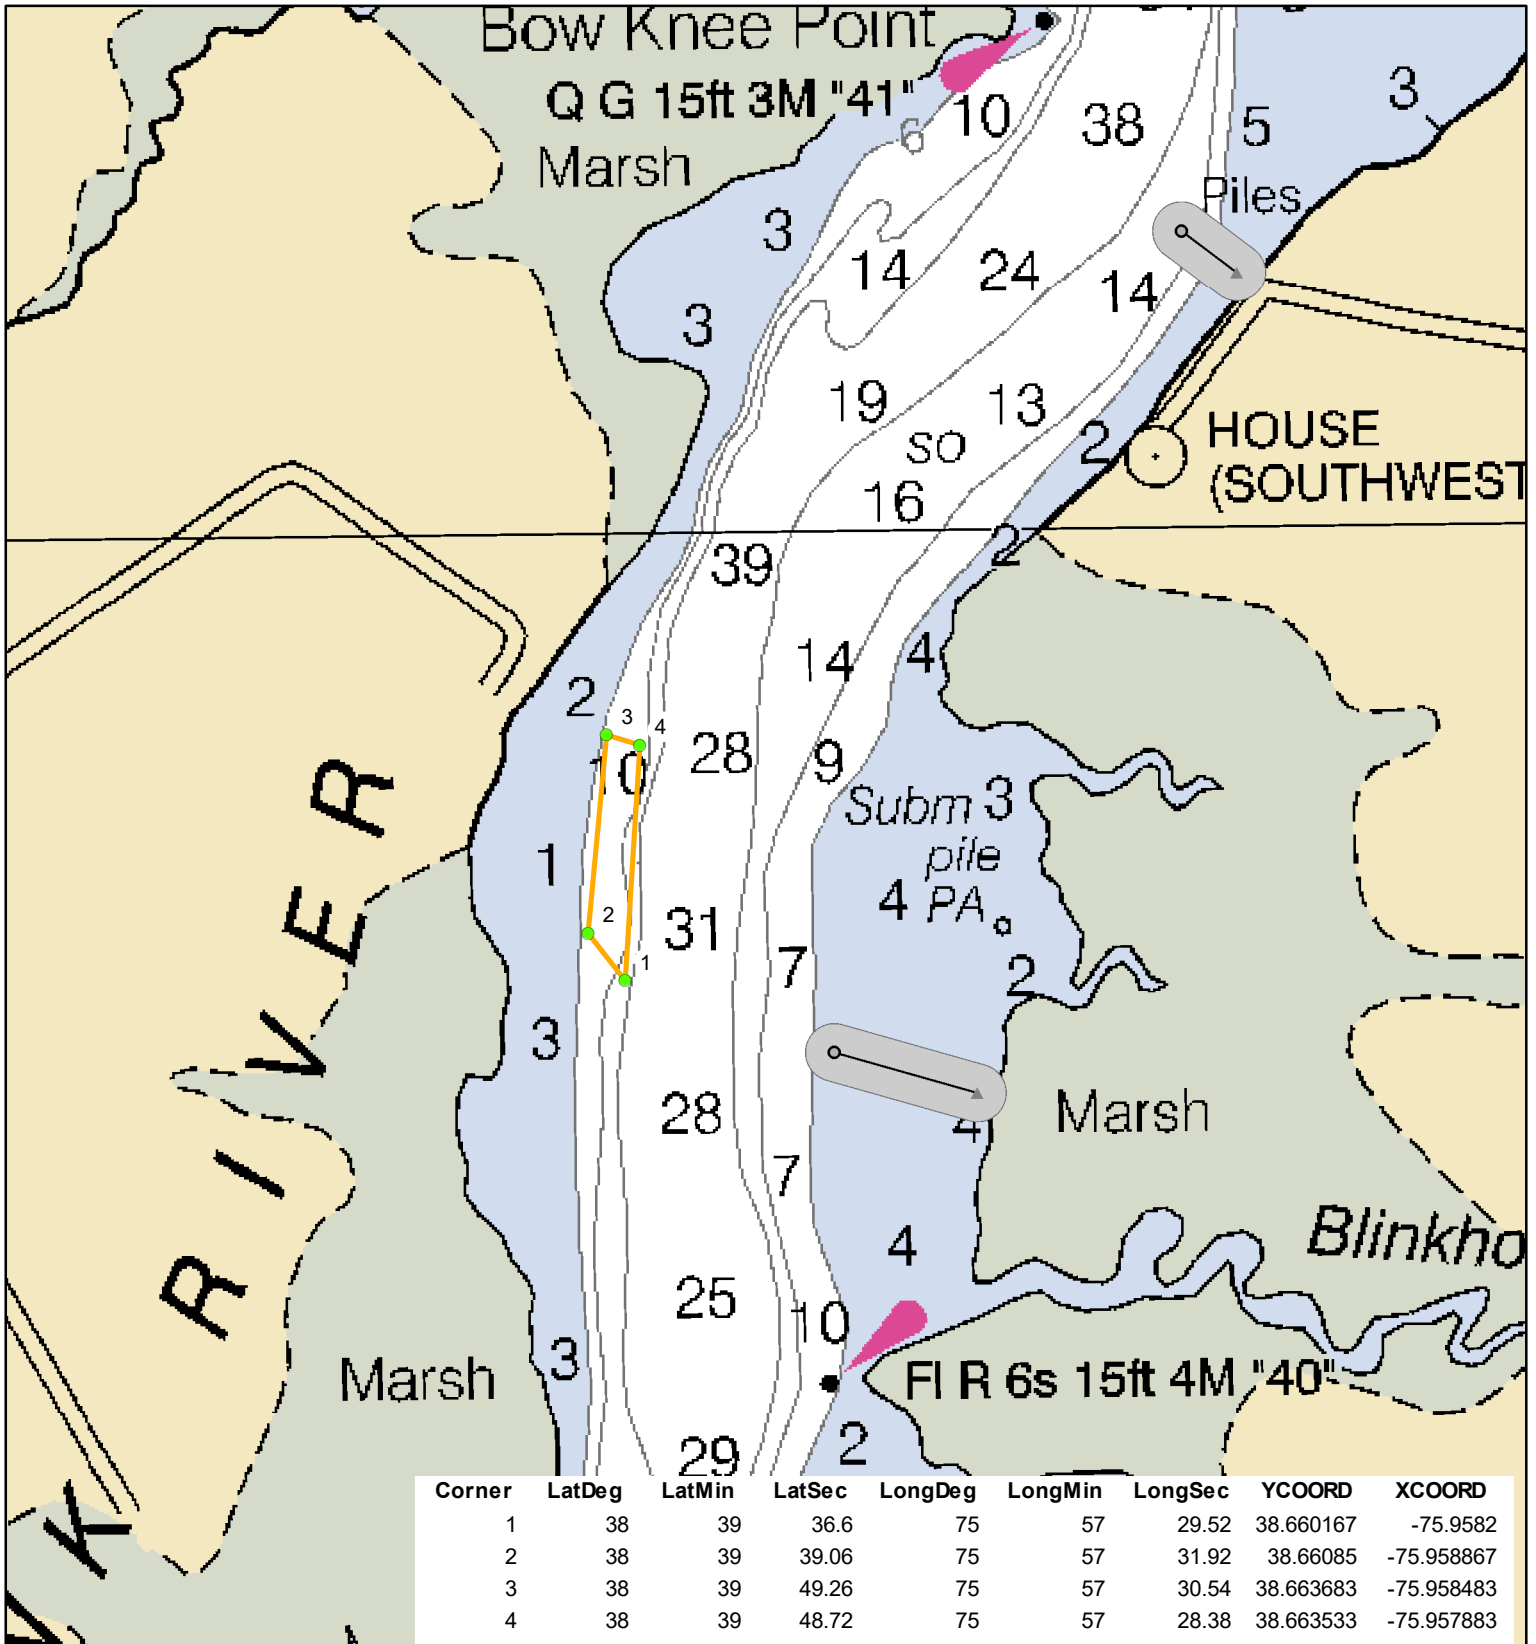 Bow Knee Point
Q G 15ft 3M "41"
Marsh
3
6
10
38
5
3
Piles
3
14
24
14
3
19
13
so
16
2
HOUSE
(SOUTHWEST
39
2
14
4
2
3
4
10
28
9
Subm
pile
PA
3
4
1
2
31
1
7
2
3
28
7
4
Marsh
RIVER
Blinkho
4
25
10
3
Marsh
Fl R 6s 15ft 4M "40"
29
2
K
Corner LatDeg LatMin LatSec LongDeg LongMin LongSec YCOORD XCOORD
1 38 39 36.6 75 57 29.52 38.660167 -75.9582
2 38 39 39.06 75 57 31.92 38.66085 -75.958867
3 38 39 49.26 75 57 30.54 38.663683 -75.958483
4 38 39 48.72 75 57 28.38 38.663533 -75.957883